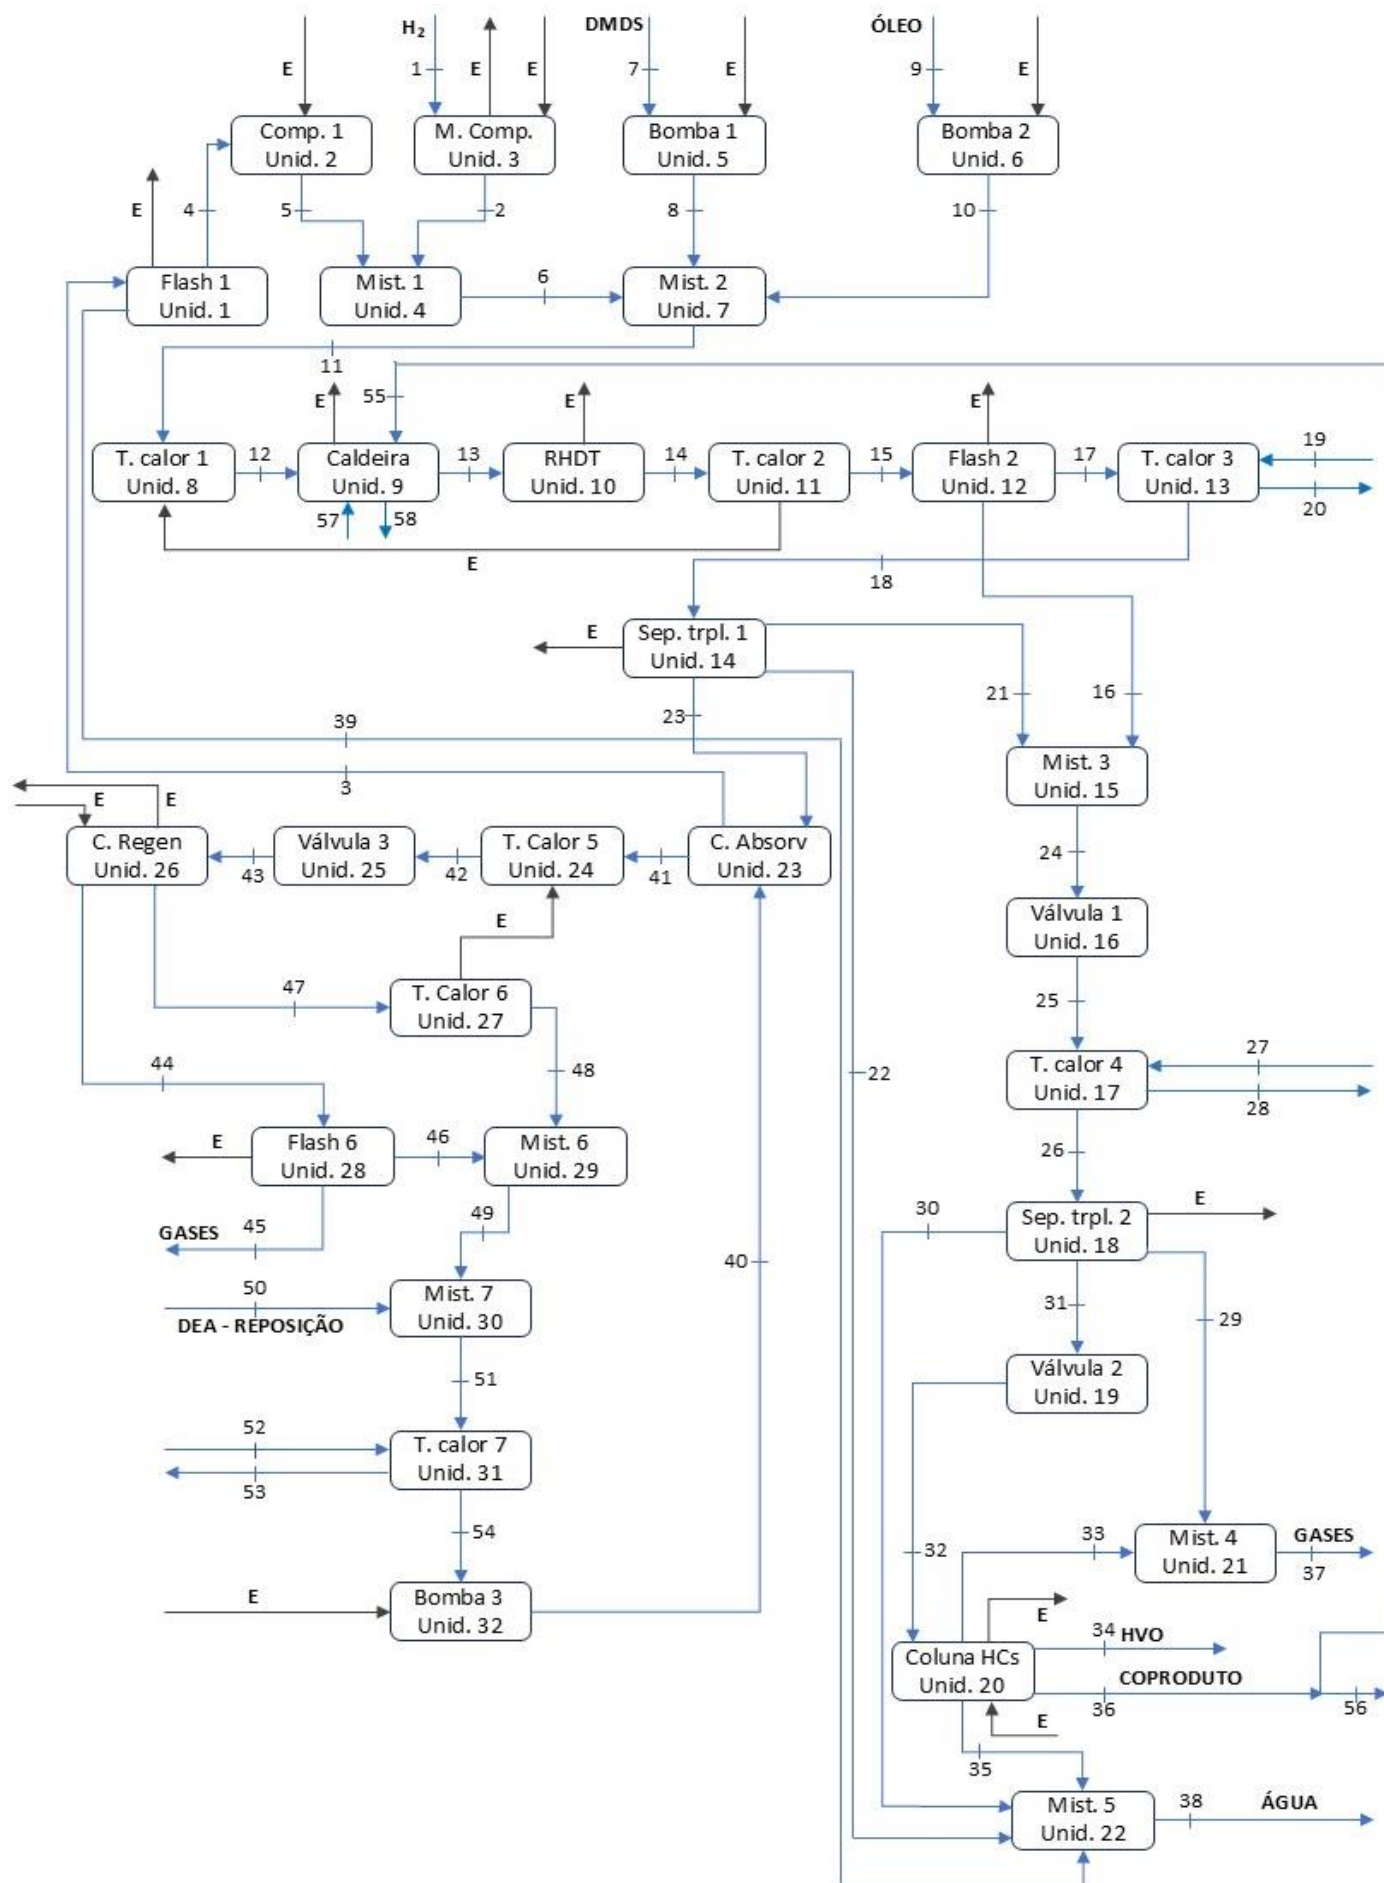 H₂
DMDS
ÓLEO
E
1
E
E
7
E
9
E
Comp. 1
Unid. 2
M. Comp.
Unid. 3
Bomba 1
Unid. 5
Bomba 2
Unid. 6
E
4
5
2
8
10
Flash 1
Unid. 1
Mist. 1
Unid. 4
6
Mist. 2
Unid. 7
11
E
55
E
E
T. calor 1
Unid. 8
12
Caldeira
Unid. 9
13
RHDT
Unid. 10
14
T. calor 2
Unid. 11
15
Flash 2
Unid. 12
17
T. calor 3
Unid. 13
19
20
57
58
E
18
E
Sep. trpl. 1
Unid. 14
23
21
16
39
3
Mist. 3
Unid. 15
E
E
C. Regen
Unid. 26
43
Válvula 3
Unid. 25
42
T. Calor 5
Unid. 24
41
C. Absorv
Unid. 23
24
E
Válvula 1
Unid. 16
47
T. Calor 6
Unid. 27
25
44
48
22
T. calor 4
Unid. 17
27
28
E
Flash 6
Unid. 28
46
Mist. 6
Unid. 29
26
GASES
45
49
40
30
Sep. trpl. 2
Unid. 18
E
50
DEA - REPOSIÇÃO
Mist. 7
Unid. 30
31
29
51
Válvula 2
Unid. 19
52
53
T. calor 7
Unid. 31
54
32
33
Mist. 4
Unid. 21
GASES
37
E
Bomba 3
Unid. 32
E
Coluna HCs
Unid. 20
34
HVO
COPRODUTO
36
56
E
35
Mist. 5
Unid. 22
38
ÁGUA